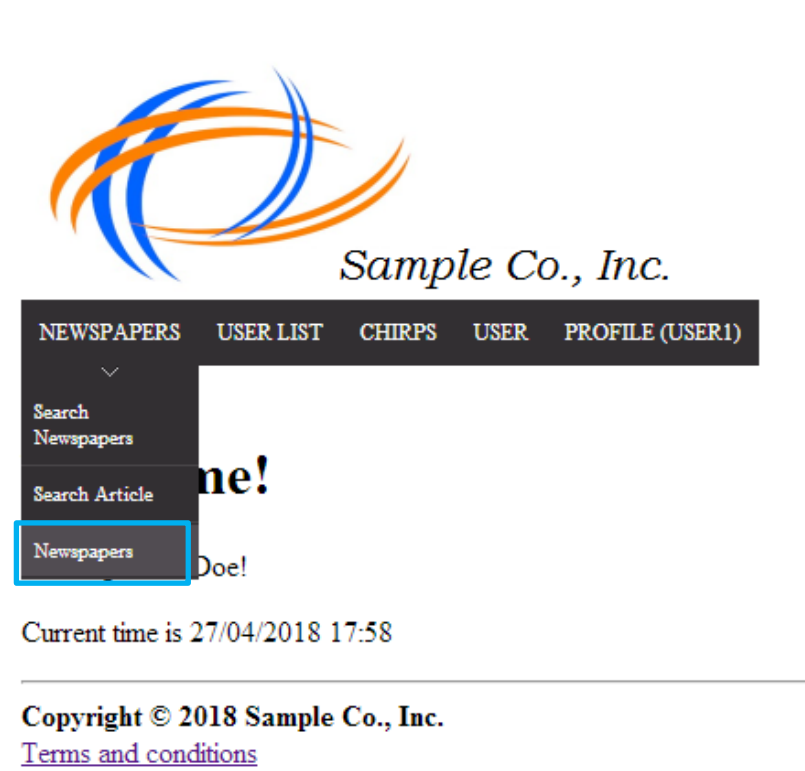 Sample Co., Inc.
NEWSPAPERS USER LIST CHIRPS USER PROFILE (USER1)
Search
Newspapers
Search Article
Newspapers
Doe!
Current time is 27/04/2018 17:58
Copyright © 2018 Sample Co., Inc.
Terms and conditions